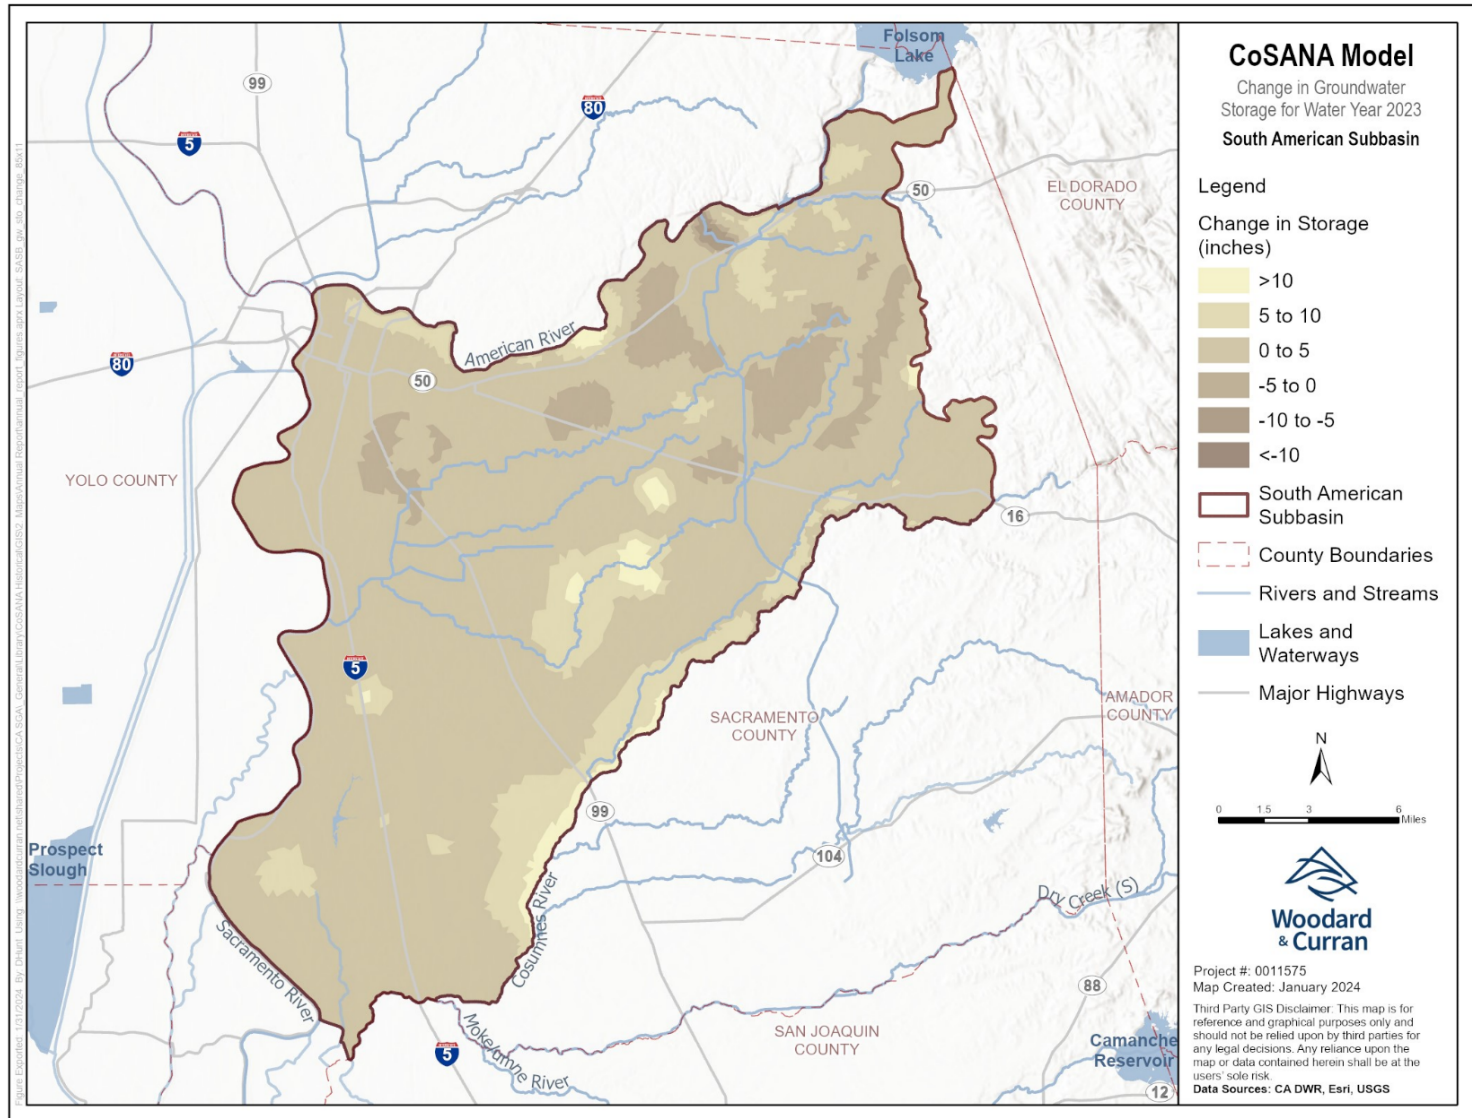 Folsom
Lake
99
80
5
EL DORADO
COUNTY
50
American River
80
50
YOLO COUNTY
16
5
SACRAMENTO
COUNTY
AMADOR
COUNTY
99
Prospect
Slough
104
Dry Creek (S)
Cosumnes River
Sacramento River
88
Mokelumne River
SAN JOAQUIN
COUNTY
Camanche
Reservoir
5
12
CoSANA Model
Change in Groundwater
Storage for Water Year 2023
South American Subbasin
Legend
Change in Storage
(inches)
>10
5 to 10
0 to 5
-5 to 0
-10 to -5
<-10
South American
Subbasin
County Boundaries
Rivers and Streams
Lakes and
Waterways
Major Highways
N
0 1.5 3 6
Miles
Woodard
& Curran
Project #: 0011575
Map Created: January 2024
Third Party GIS Disclaimer: This map is for
reference and graphical purposes only and
should not be relied upon by third parties for
any legal decisions. Any reliance upon the
map or data contained herein shall be at the
users' sole risk.
Data Sources: CA DWR, Esri, USGS